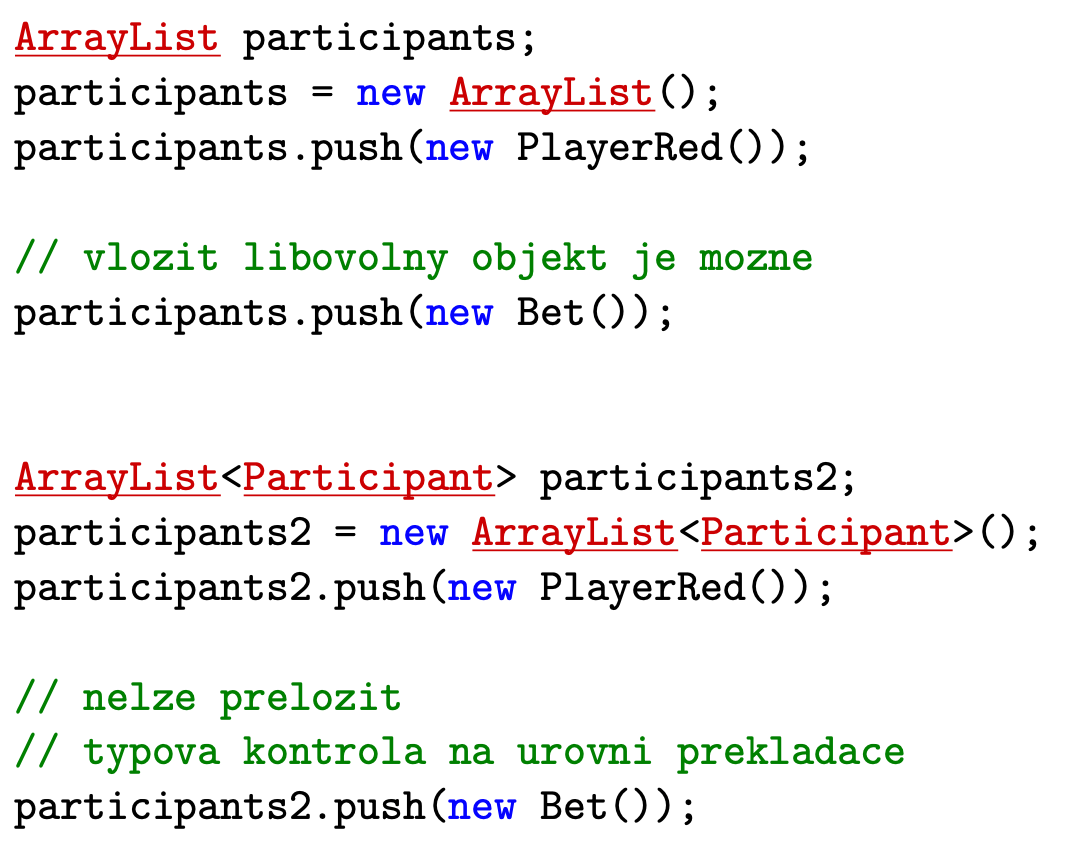 ArrayList participants;
participants = new ArrayList();
participants.push(new PlayerRed());
// vlozit libovolny objekt je mozne
participants.push(new Bet());
ArrayList<Participant> participants2;
participants2 = new ArrayList<Participant>();
participants2.push(new PlayerRed());
// nelze prelozit
// typova kontrola na urovni prekladace
participants2.push(new Bet());